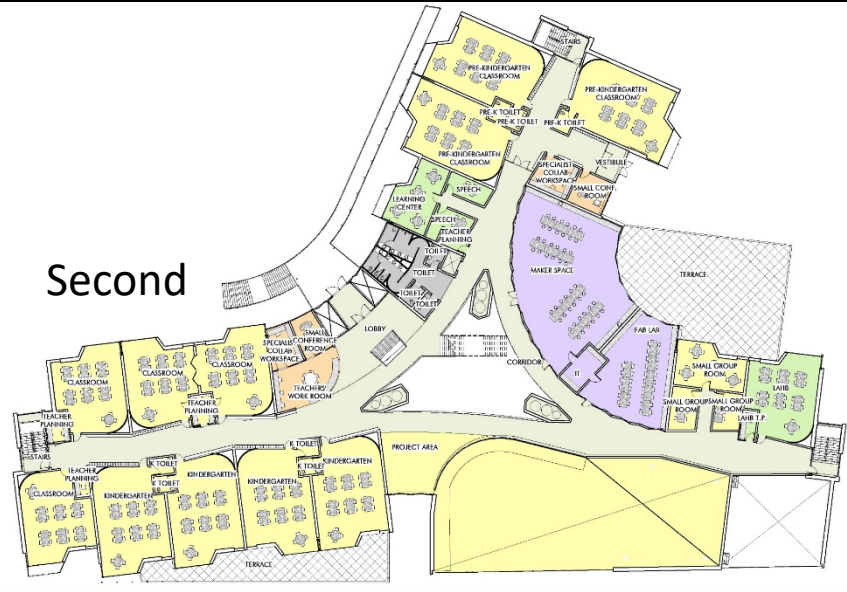 STAIRS
PRE-KINDERGARTEN
CLASSROOM
PRE-KINDERGARTEN
CLASSROOM
PRE-K TOILET
PRE-K TOILET
PRE-K TOILET
PRE-KINDERGARTEN
CLASSROOM
SPECIALIST
COLLAB
WORKSPACE
VESTIBULE
SMALL CONF.
ROOM
LEARNING
CENTER
SPEECH
SPEECH
TEACHER
PLANNING
TOILET
TOILET
TOILET
TOILET
MAKER SPACE
TERRACE
Second
LOBBY
SMALL
CONFERENCE
ROOM
SPECIALIST
COLLAB
WORKSPACE
TEACHERS'
WORK ROOM
CORRIDOR
IT
FAB LAB
CLASSROOM
CLASSROOM
CLASSROOM
TEACHER
PLANNING
TEACHER
PLANNING
SMALL GROUP
ROOM
LAHB
SMALL GROUP
ROOM
SMALL GROUP
ROOM
LAHB T.P.
STAIRS
PROJECT AREA
K TOILET
K TOILET
K TOILET
K TOILET
TEACHER
PLANNING
CLASSROOM
KINDERGARTEN
KINDERGARTEN
KINDERGARTEN
KINDERGARTEN
TERRACE